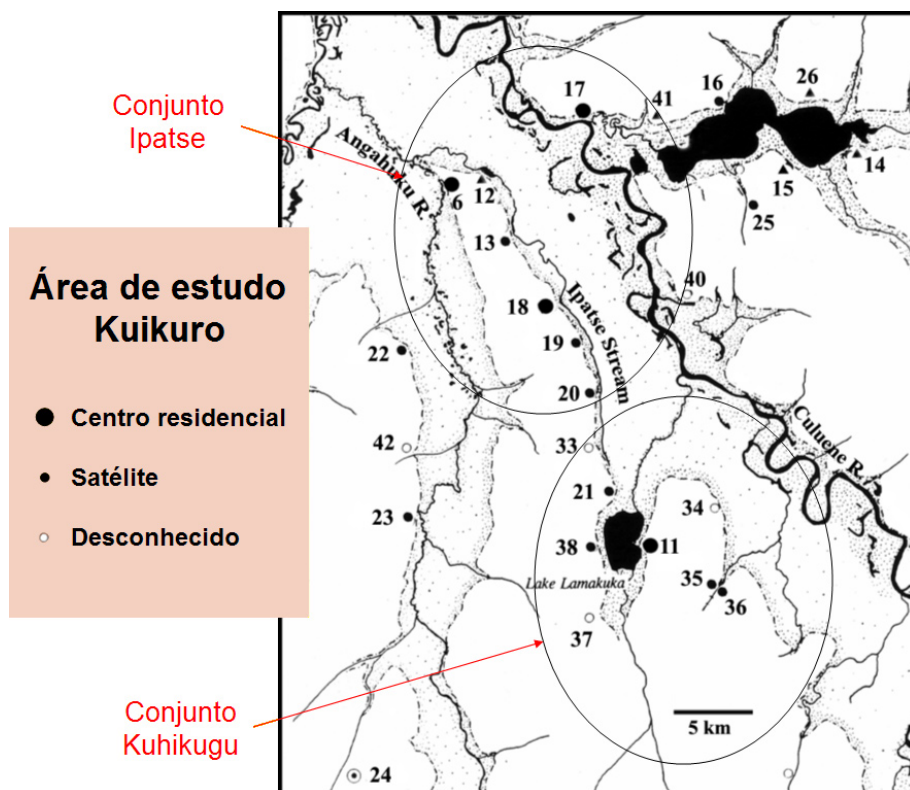 Conjunto
Ipatse
Área de estudo
Kuikuro
Centro residencial
Satélite
Desconhecido
Conjunto
Kuhikugu
17
41
16
26
14
15
25
Angahuku R.
6
12
13
40
18
Ipatse Stream
19
22
20
Culuene R.
42
33
21
34
23
38
11
Lake Lamakuka
35
36
37
5 km
24